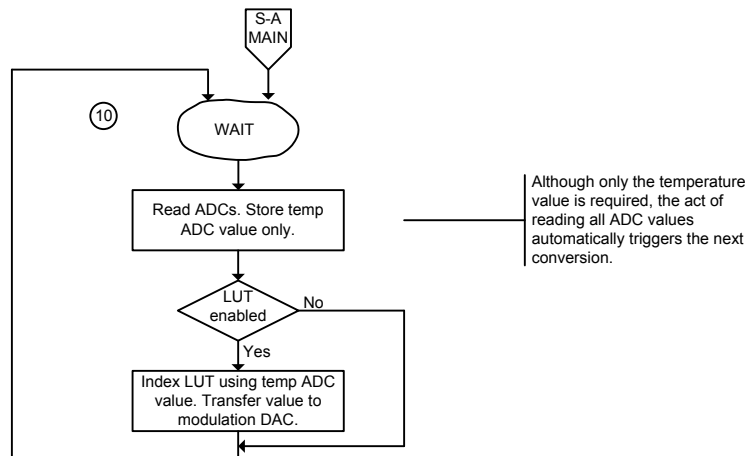 S-A
MAIN
10
WAIT
Read ADCs. Store temp
ADC value only.
Although only the temperature
value is required, the act of
reading all ADC values
automatically triggers the next
conversion.
LUT
enabled
No
Yes
Index LUT using temp ADC
value. Transfer value to
modulation DAC.